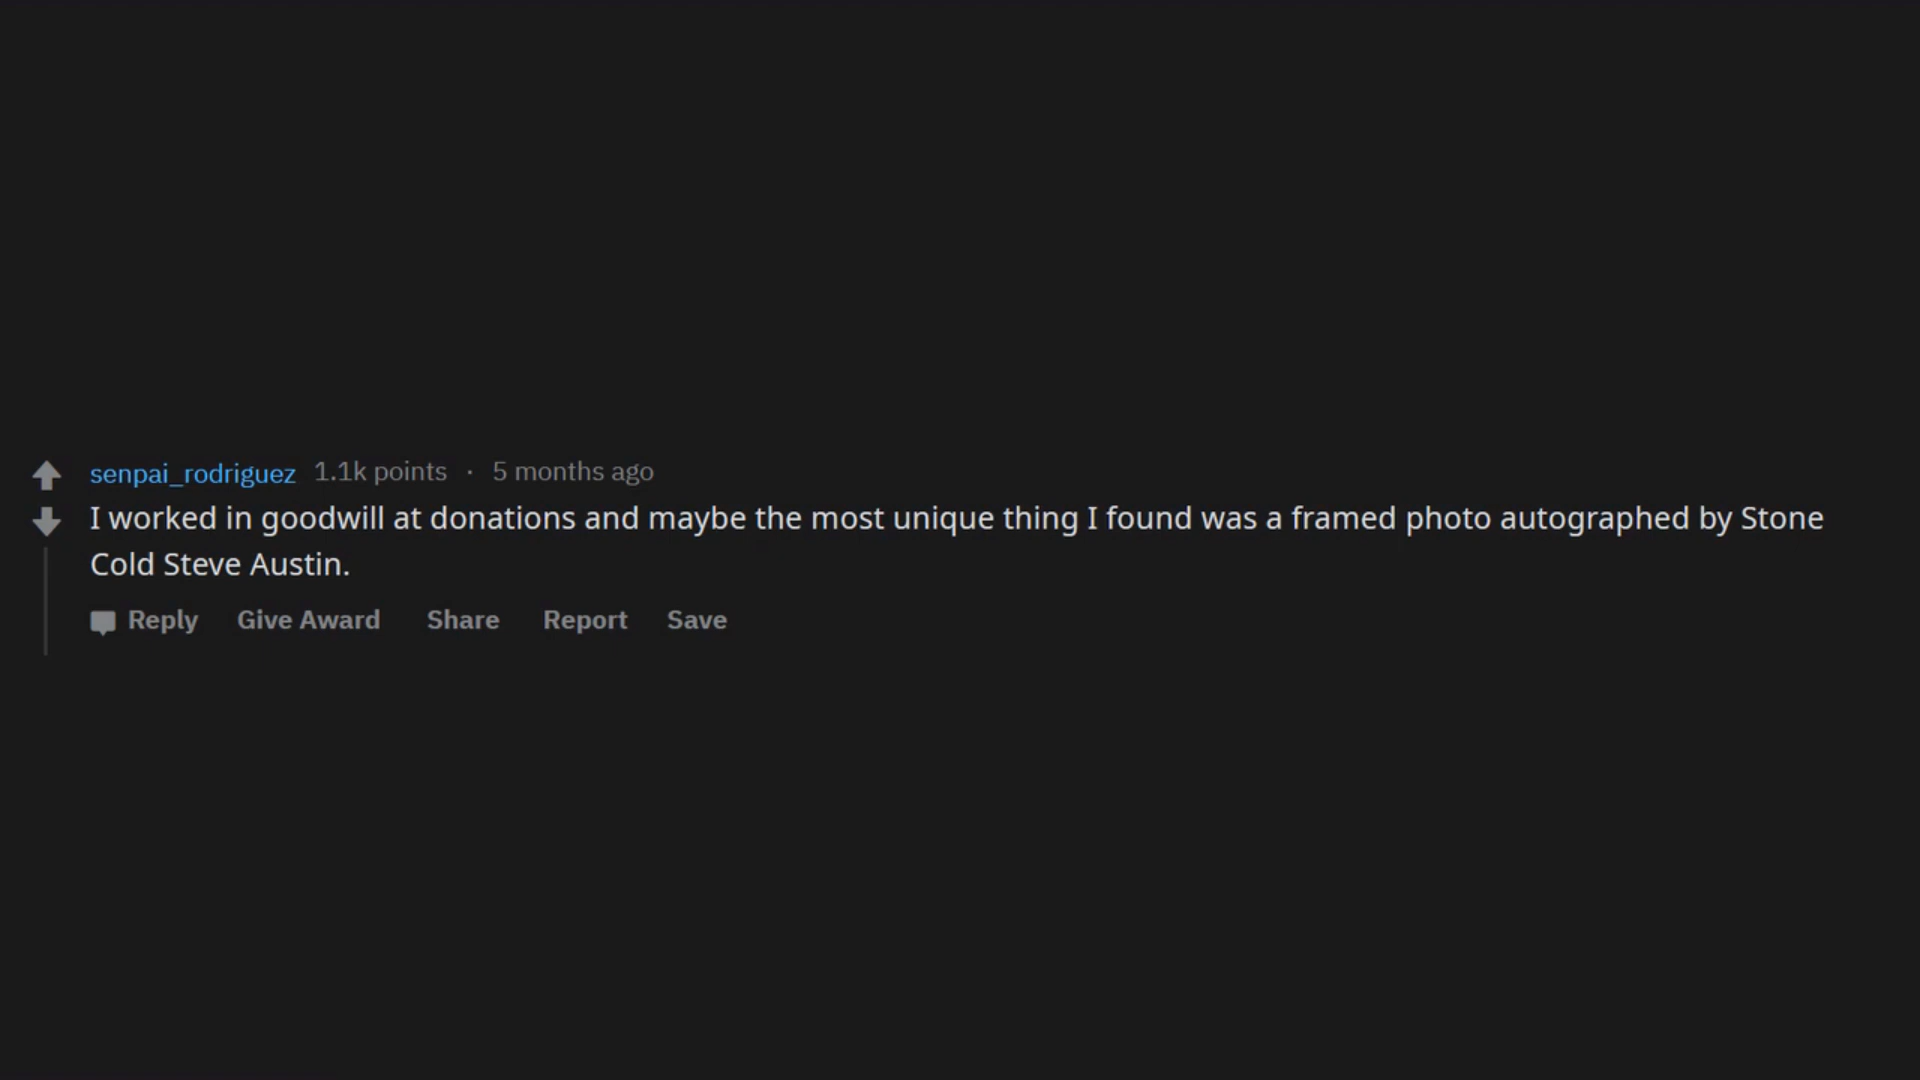 senpai_rodriguez 1.1k points · 5 months ago
I worked in goodwill at donations and maybe the most unique thing I found was a framed photo autographed by Stone
Cold Steve Austin.
Reply Give Award Share Report Save